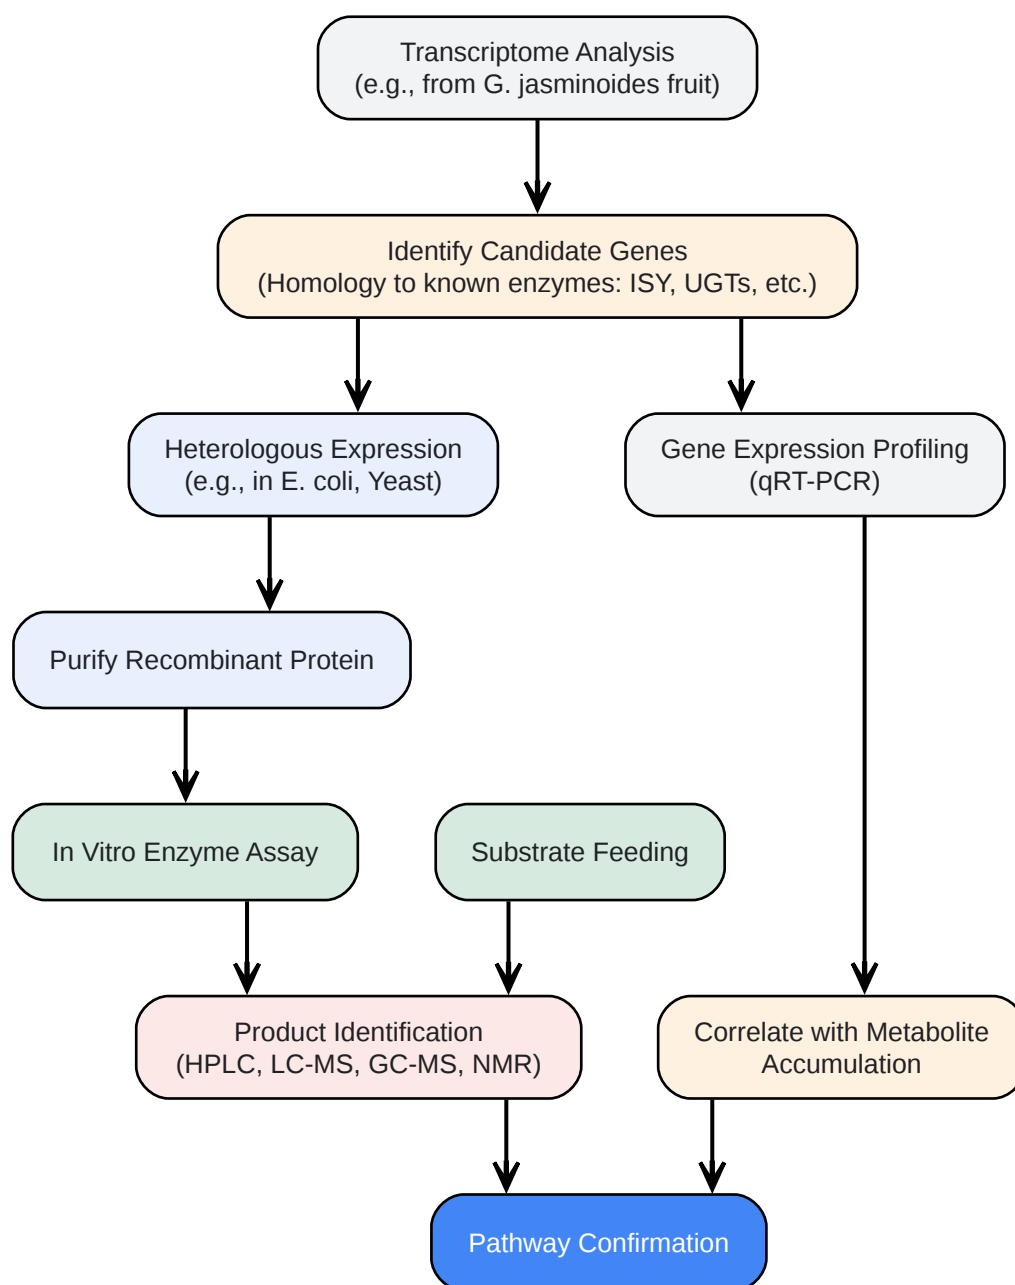 Transcriptome Analysis
(e.g., from G. jasminoides fruit)
Identify Candidate Genes
(Homology to known enzymes: ISY, UGTs, etc.)
Heterologous Expression
(e.g., in E. coli, Yeast)
Gene Expression Profiling
(qRT-PCR)
Purify Recombinant Protein
In Vitro Enzyme Assay
Substrate Feeding
Product Identification
(HPLC, LC-MS, GC-MS, NMR)
Correlate with Metabolite
Accumulation
Pathway Confirmation